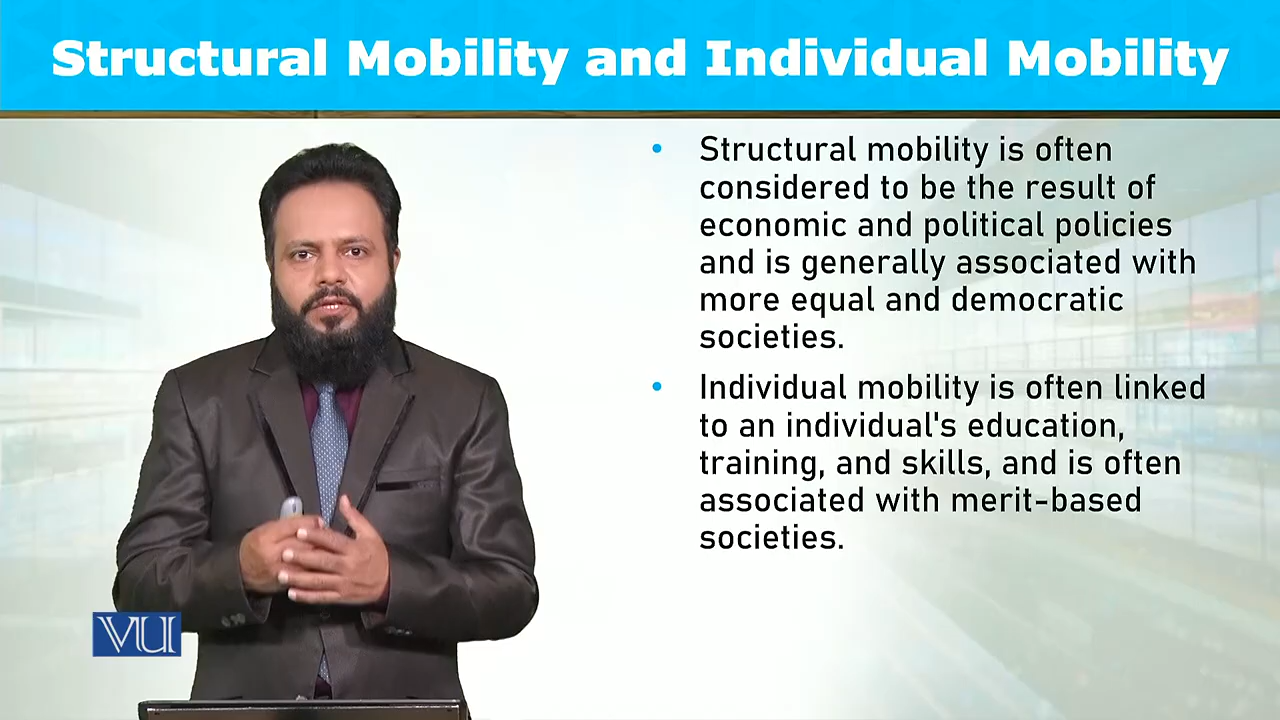 Structural Mobility and Individual Mobility
• Structural mobility is often
considered to be the result of
economic and political policies
and is generally associated with
more equal and democratic
societies.
• Individual mobility is often linked
to an individual's education,
training, and skills, and is often
associated with merit-based
societies.
VU